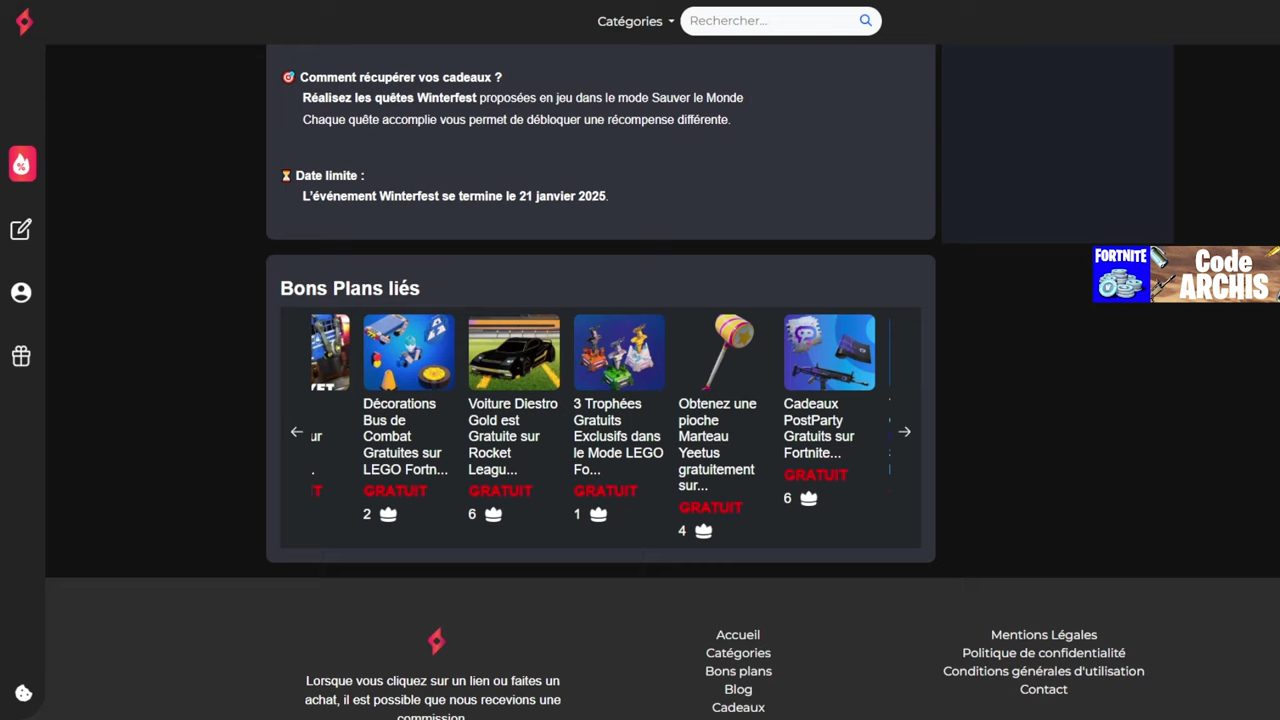 Catégories
Rechercher...
🎯 Comment récupérer vos cadeaux ?
Réalisez les quêtes Winterfest proposées en jeu dans le mode Sauver le Monde
Chaque quête accomplie vous permet de débloquer une récompense différente.
⏳ Date limite :
L'événement Winterfest se termine le 21 janvier 2025.
FORTNITE
Code
ARCHIS
Bons Plans liés
Décorations
Bus de
Combat
Gratuites sur
LEGO Fortn...
GRATUIT
2
Voiture Diestro
Gold est
Gratuite sur
Rocket
Leagu...
GRATUIT
6
3 Trophées
Gratuits
Exclusifs dans
le Mode LEGO
Fo...
GRATUIT
1
Obtenez une
pioche
Marteau
Yeetus
gratuitement
sur...
GRATUIT
4
Cadeaux
PostParty
Gratuits sur
Fortnite...
GRATUIT
6
Lorsque vous cliquez sur un lien ou faites un
achat, il est possible que nous recevions une
commission
Accueil
Catégories
Bons plans
Blog
Cadeaux
Mentions Légales
Politique de confidentialité
Conditions générales d'utilisation
Contact